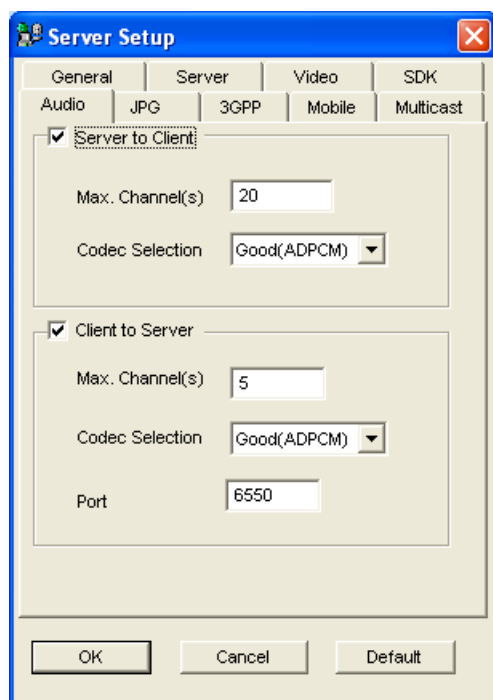 Server Setup
General Server Video SDK
Audio JPG 3GPP Mobile Multicast
Server to Client
Max. Channel(s) 20
Codec Selection Good(ADPCM)
Client to Server
Max. Channel(s) 5
Codec Selection Good(ADPCM)
Port 6550
OK Cancel Default